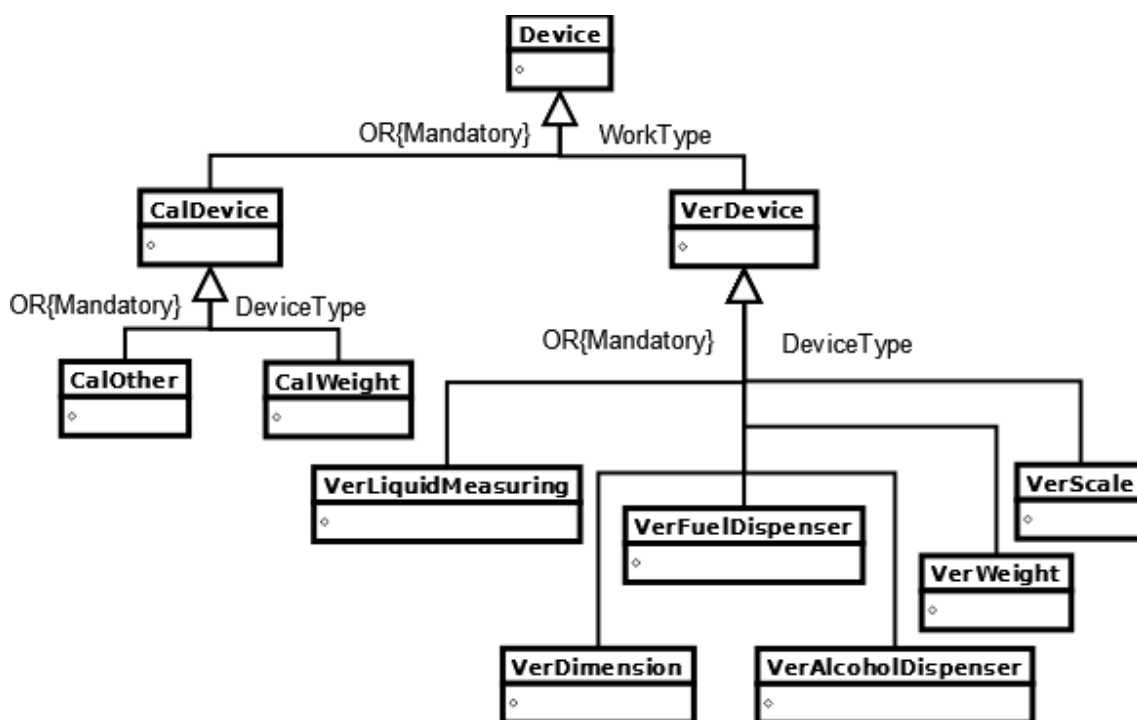 Device
OR{Mandatory}
WorkType
CalDevice
VerDevice
OR{Mandatory}
DeviceType
OR{Mandatory}
DeviceType
CalOther
CalWeight
VerLiquidMeasuring
VerScale
VerFuelDispenser
VerWeight
VerDimension
VerAlcoholDispenser